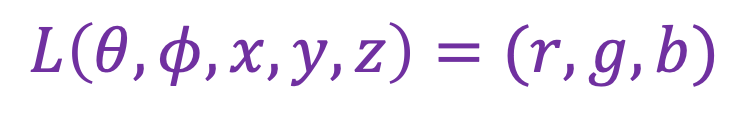 L(θ, ϕ, x, y, z) = (r, g, b)